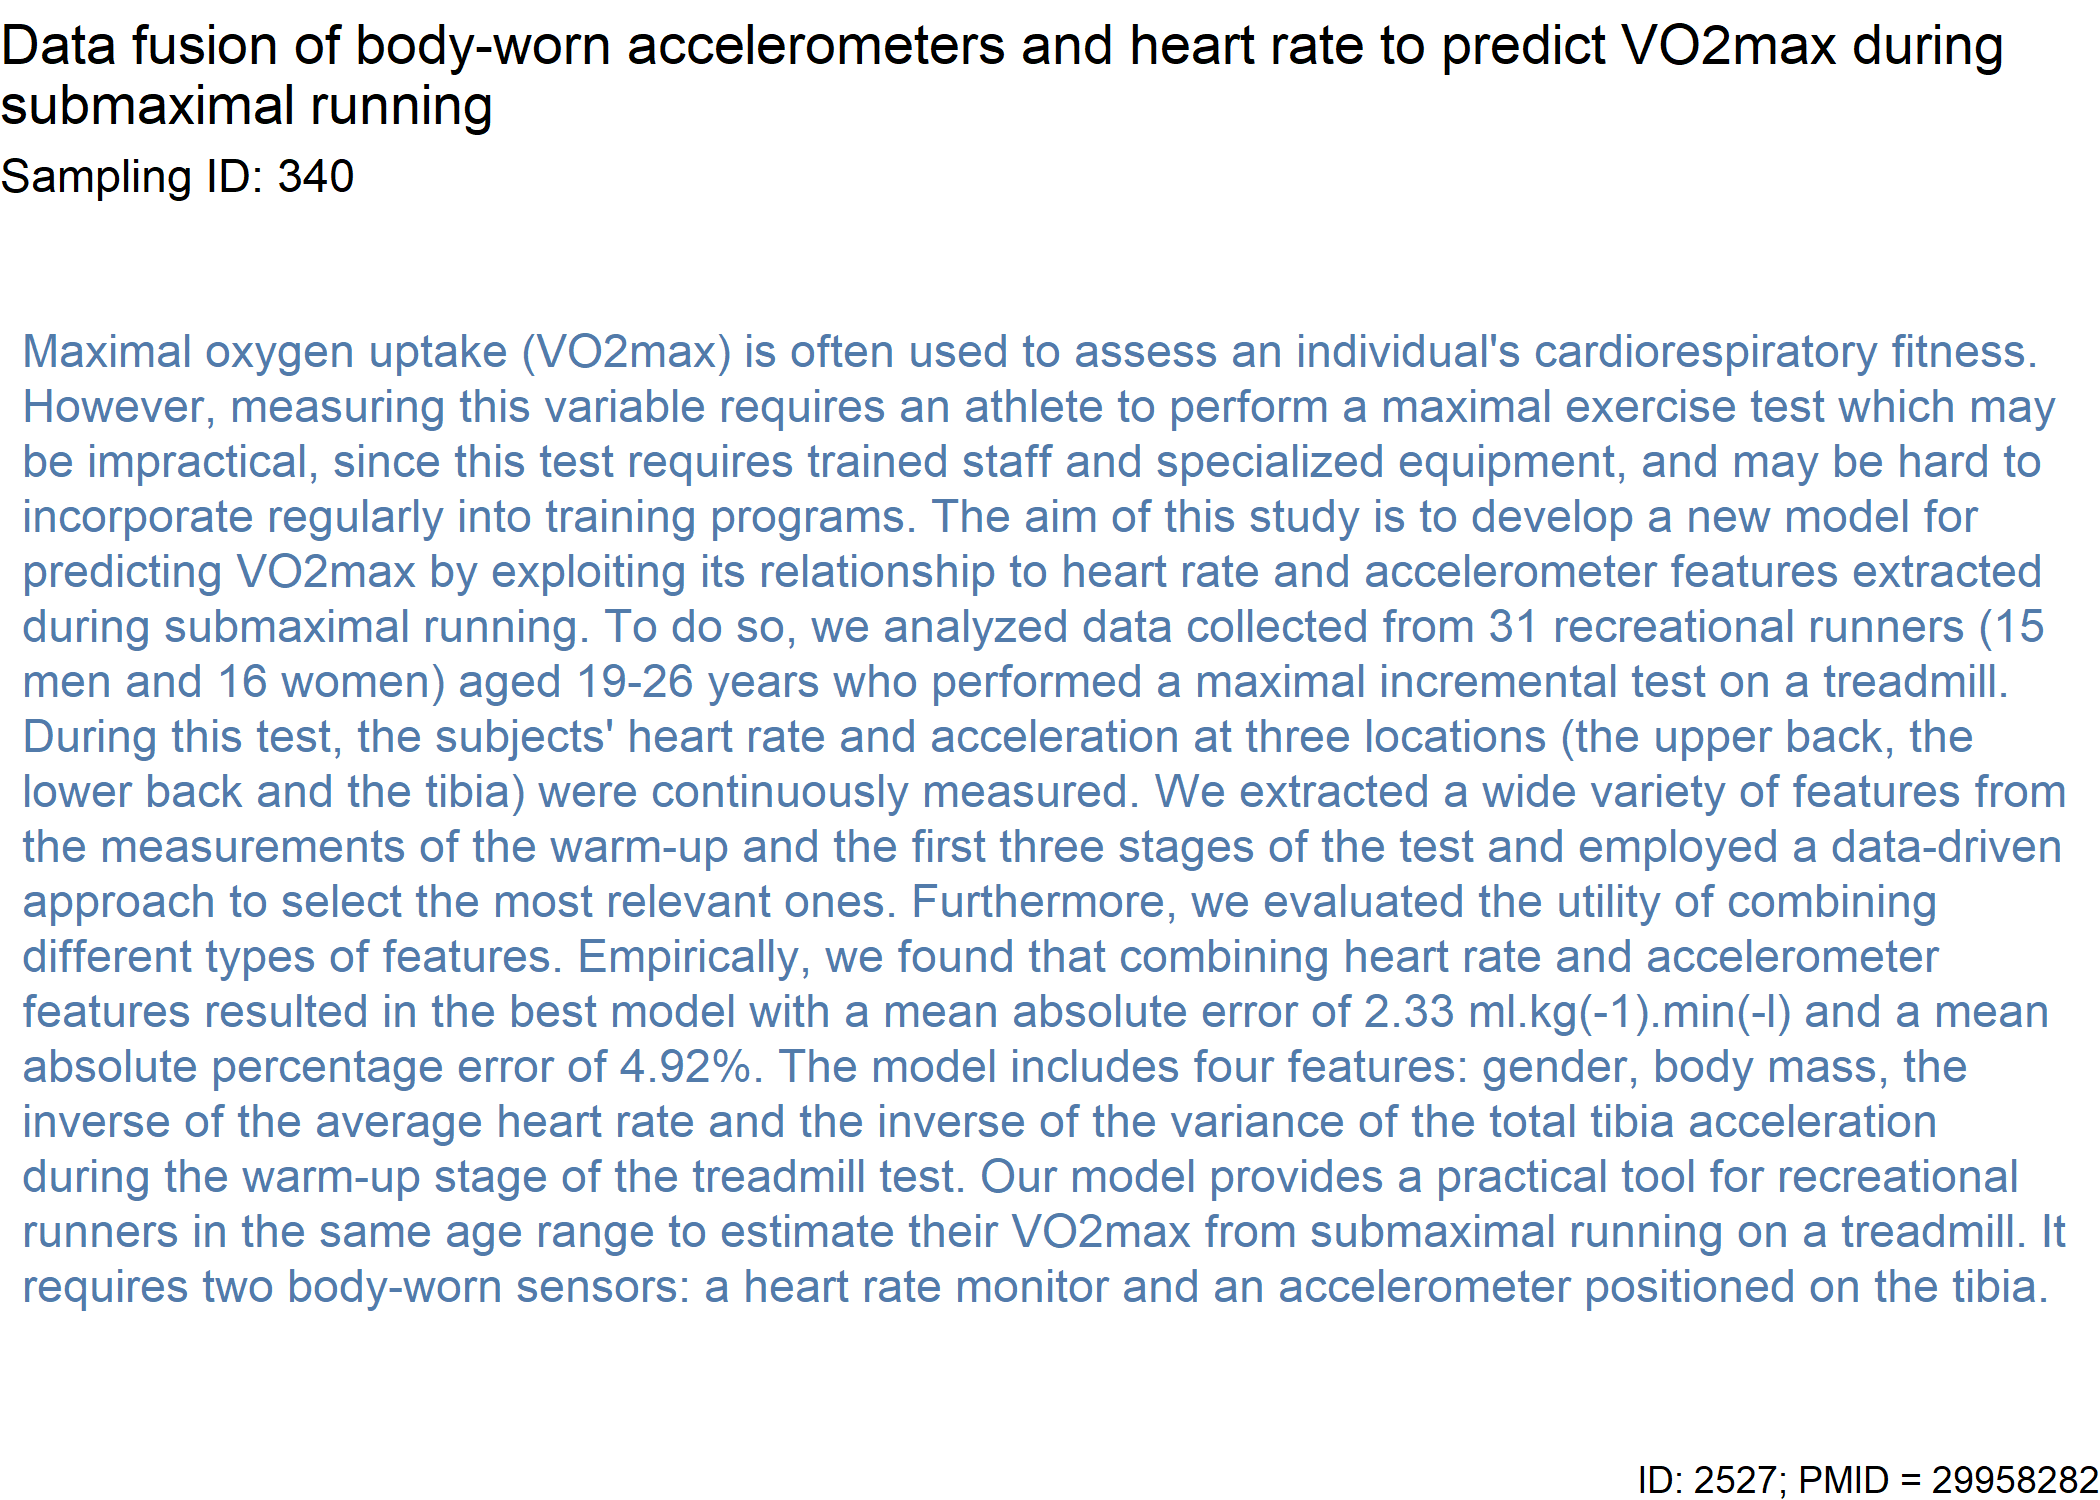 Data fusion of body-worn accelerometers and heart rate to predict VO2max during
submaximal running
Sampling ID: 340
Maximal oxygen uptake (VO2max) is often used to assess an individual's cardiorespiratory fitness.
However, measuring this variable requires an athlete to perform a maximal exercise test which may
be impractical, since this test requires trained staff and specialized equipment, and may be hard to
incorporate regularly into training programs. The aim of this study is to develop a new model for
predicting VO2max by exploiting its relationship to heart rate and accelerometer features extracted
during submaximal running. To do so, we analyzed data collected from 31 recreational runners (15
men and 16 women) aged 19-26 years who performed a maximal incremental test on a treadmill.
During this test, the subjects' heart rate and acceleration at three locations (the upper back, the
lower back and the tibia) were continuously measured. We extracted a wide variety of features from
the measurements of the warm-up and the first three stages of the test and employed a data-driven
approach to select the most relevant ones. Furthermore, we evaluated the utility of combining
different types of features. Empirically, we found that combining heart rate and accelerometer
features resulted in the best model with a mean absolute error of 2.33 ml.kg(-1).min(-l) and a mean
absolute percentage error of 4.92%. The model includes four features: gender, body mass, the
inverse of the average heart rate and the inverse of the variance of the total tibia acceleration
during the warm-up stage of the treadmill test. Our model provides a practical tool for recreational
runners in the same age range to estimate their VO2max from submaximal running on a treadmill. It
requires two body-worn sensors: a heart rate monitor and an accelerometer positioned on the tibia.
ID: 2527; PMID = 29958282